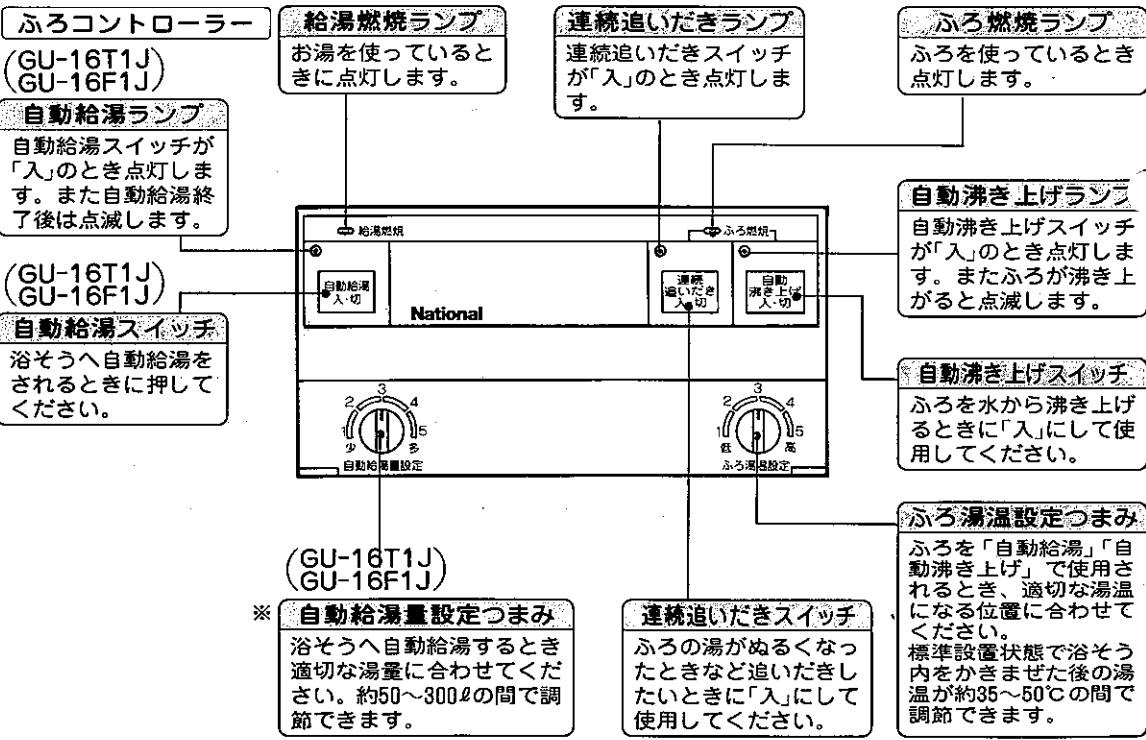 ふろコントローラー
(GU-16T1J)
(GU-16F1J)
自動給湯ランプ
自動給湯スイッチが
「入」のとき点灯しま
す。また自動給湯終
了後は点滅します。
(GU-16T1J)
(GU-16F1J)
自動給湯スイッチ
浴そうへ自動給湯を
されるときに押して
ください。
給湯燃焼ランプ
お湯を使っていると
きに点灯します。
連続追いだきランプ
連続追いだきスイッチ
が「入」のとき点灯しま
す。
ふろ燃焼ランプ
ふろを使っているとき
点灯します。
自動沸き上げランプ
自動沸き上げスイッチ
が「入」のとき点灯しま
す。またふろが沸き上
がると点滅します。
自動沸き上げスイッチ
ふろを水から沸き上げ
るときに「入」にして使
用してください。
給湯燃焼
ふろ燃焼
自動給湯
入・切
National
連続
追いだき
入・切
自動
沸き上げ
入・切
1 2 3 4 5
少 多
自動給湯量設定
1 2 3 4 5
低 高
ふろ湯温設定
(GU-16T1J)
(GU-16F1J)
※ 自動給湯量設定つまみ
浴そうへ自動給湯するとき
適切な湯量に合わせてくだ
さい。約50〜300ℓの間で調
節できます。
連続追いだきスイッチ
ふろの湯がぬるくなっ
たときなど追いだきし
たいときに「入」にして
使用してください。
ふろ湯温設定つまみ
ふろを「自動給湯」「自
動沸き上げ」で使用さ
れるとき、適切な湯温
になる位置に合わせて
ください。
標準設置状態で浴そう
内をかきまぜた後の湯
温が約35〜50℃の間で
調節できます。